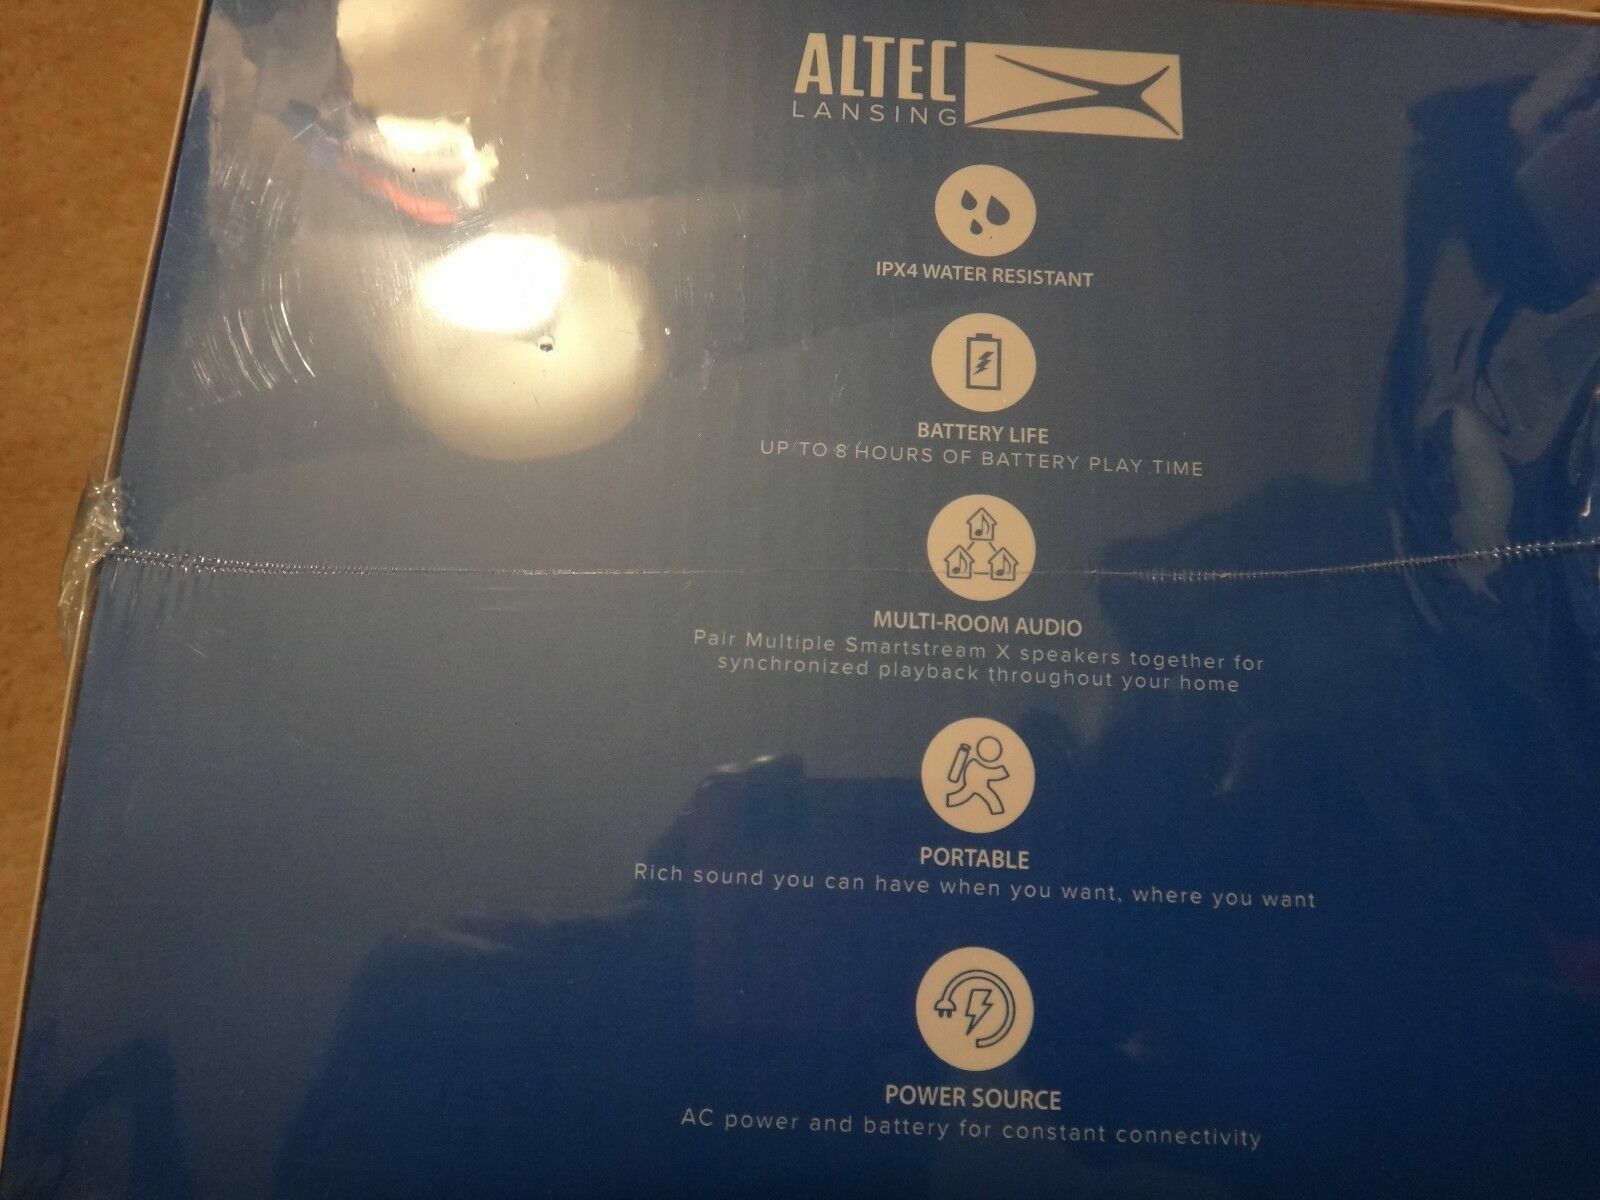 ALTEC
LANSING
IPX4 WATER RESISTANT
BATTERY LIFE
UP TO 8 HOURS OF BATTERY PLAY TIME
MULTI-ROOM AUDIO
Pair Multiple Smartstream X speakers together for
synchronized playback throughout your home
PORTABLE
Rich sound you can have when you want, where you want
POWER SOURCE
AC power and battery for constant connectivity